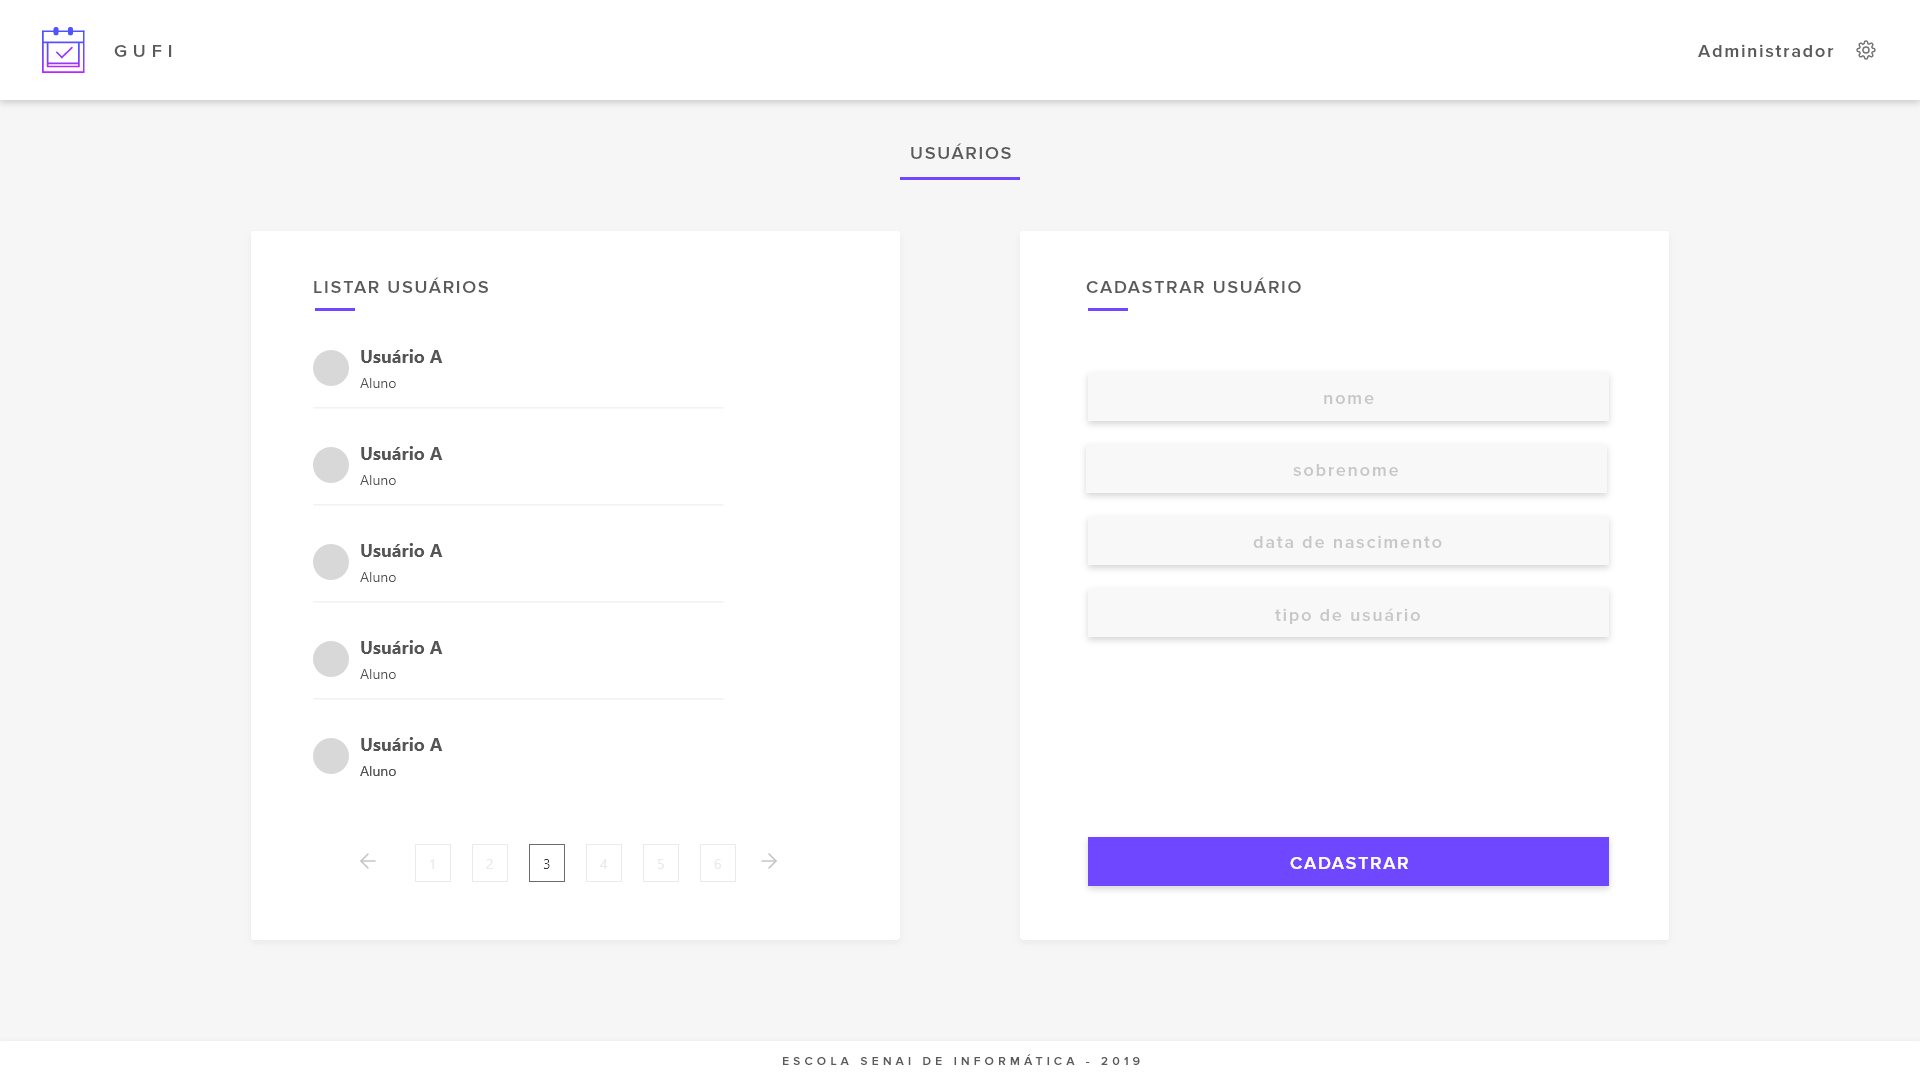 GUFI
Administrador
USUÁRIOS
LISTAR USUÁRIOS
Usuário A
Aluno
Usuário A
Aluno
Usuário A
Aluno
Usuário A
Aluno
Usuário A
Aluno
1 2 3 4 5 6
CADASTRAR USUÁRIO
nome
sobrenome
data de nascimento
tipo de usuário
CADASTRAR
ESCOLA SENAI DE INFORMÁTICA - 2019